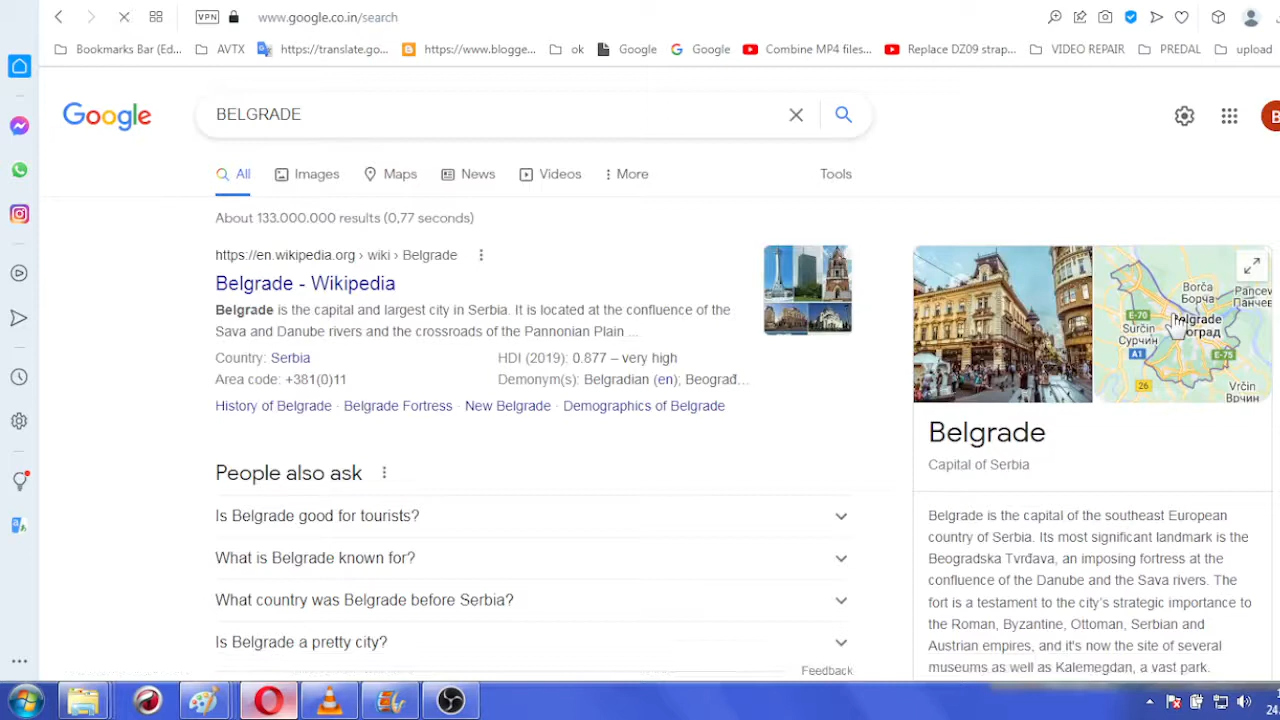 VPN
www.google.co.in/search
Bookmarks Bar (Ed...
AVTX
https://translate.go...
https://www.blogge...
ok
Google
Google
Combine MP4 files...
Replace DZ09 strap...
VIDEO REPAIR
PREDAL
upload
Google
BELGRADE
B
All
Images
Maps
News
Videos
More
Tools
About 133.000.000 results (0,77 seconds)
https://en.wikipedia.org › wiki › Belgrade
Belgrade - Wikipedia
Belgrade is the capital and largest city in Serbia. It is located at the confluence of the
Sava and Danube rivers and the crossroads of the Pannonian Plain ...
Country: Serbia
HDI (2019): 0.877 – very high
Area code: +381(0)11
Demonym(s): Belgradian (en); Beograđ...
History of Belgrade · Belgrade Fortress · New Belgrade · Demographics of Belgrade
People also ask
Is Belgrade good for tourists?
What is Belgrade known for?
What country was Belgrade before Serbia?
Is Belgrade a pretty city?
Feedback
Borča
Борча
Pancev
Панчев
E-70
Surčin
Сурчин
A1
E-75
26
Vrčin
Врчин
Belgrade
Capital of Serbia
Belgrade is the capital of the southeast European
country of Serbia. Its most significant landmark is the
Beogradska Tvrđava, an imposing fortress at the
confluence of the Danube and the Sava rivers. The
fort is a testament to the city's strategic importance to
the Roman, Byzantine, Ottoman, Serbian and
Austrian empires, and it's now the site of several
museums as well as Kalemegdan, a vast park.
24